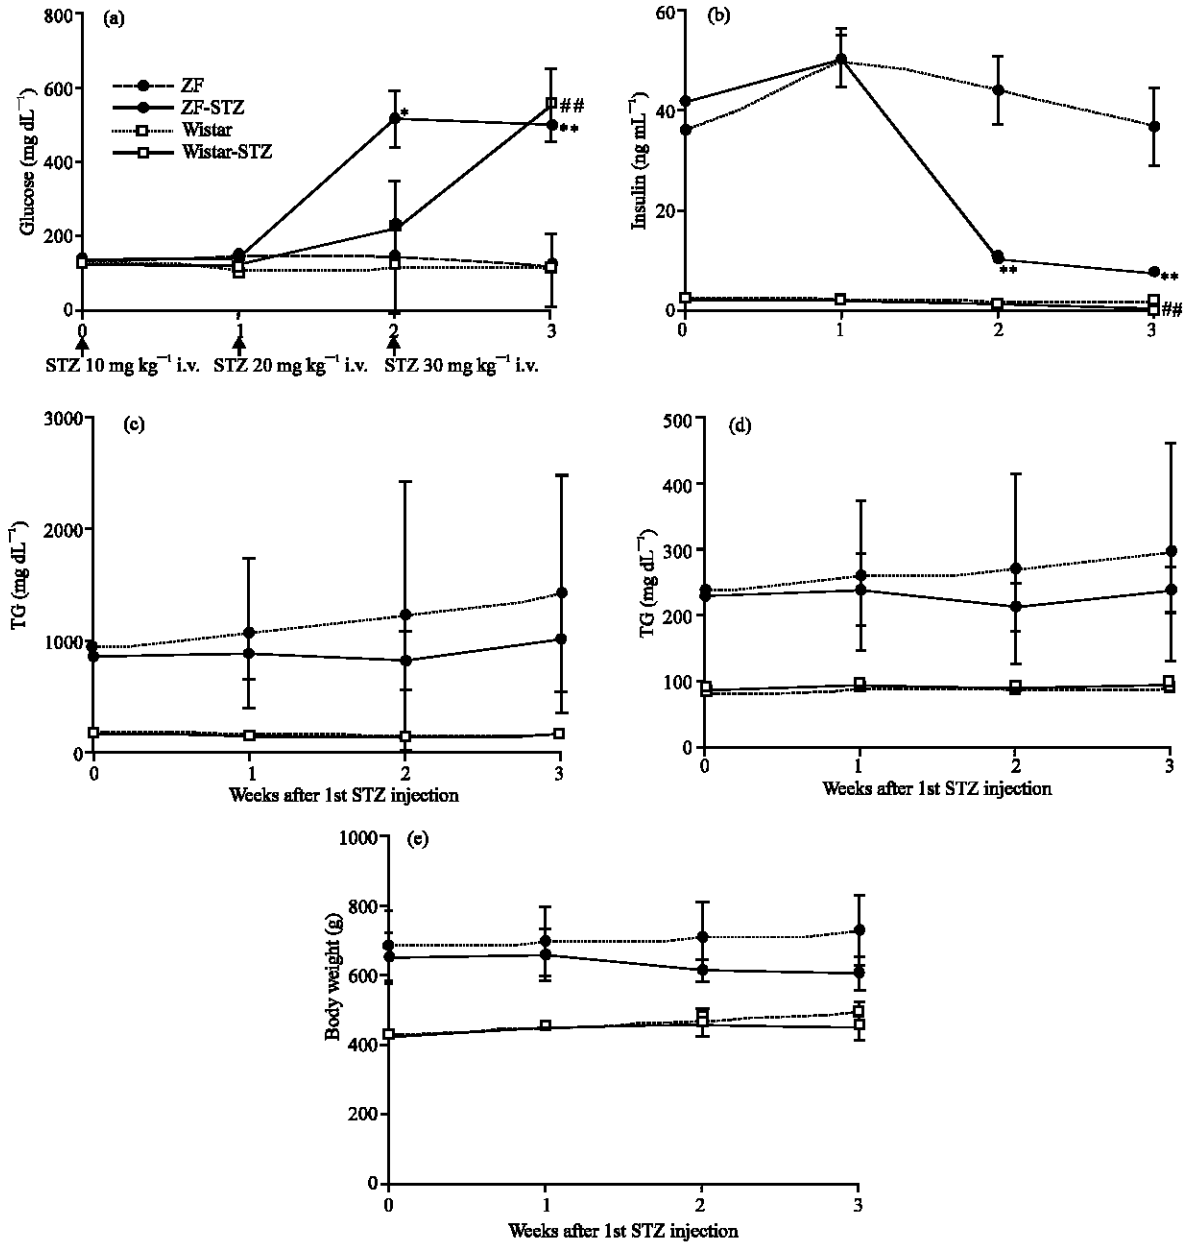 (a)
Glucose (mg dL⁻¹)
800
600
400
200
0
ZF
ZF-STZ
Wistar
Wistar-STZ
*
##
**
0 1 2 3
STZ 10 mg kg⁻¹ i.v. STZ 20 mg kg⁻¹ i.v. STZ 30 mg kg⁻¹ i.v.
(b)
Insulin (ng mL⁻¹)
60
40
20
0
**
**
##
0 1 2 3
(c)
TG (mg dL⁻¹)
3000
2000
1000
0
0 1 2 3
Weeks after 1st STZ injection
(d)
TG (mg dL⁻¹)
500
400
300
200
100
0
0 1 2 3
Weeks after 1st STZ injection
(e)
Body weight (g)
1000
800
600
400
200
0
0 1 2 3
Weeks after 1st STZ injection